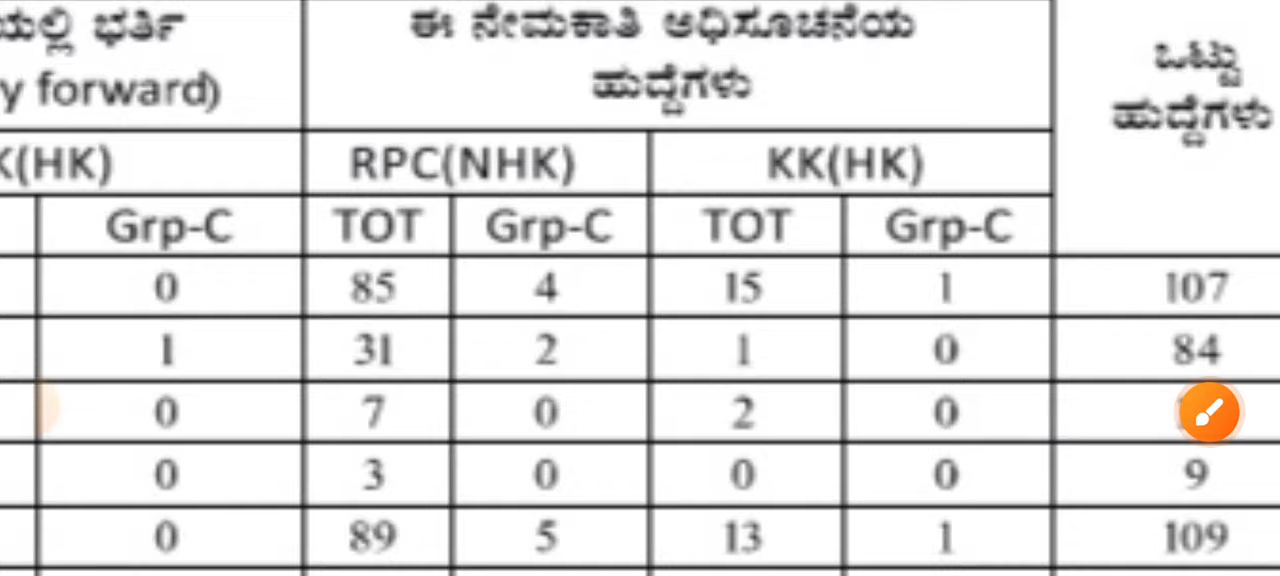 ಯಲ್ಲಿ ಭರ್ತಿ
y forward)
ಈ ನೇಮಕಾತಿ ಅಧಿಸೂಚನೆಯ
ಹುದ್ದೆಗಳು
ಒಟ್ಟು
ಹುದ್ದೆಗಳು
K(HK) RPC(NHK) KK(HK)
Grp-C TOT Grp-C TOT Grp-C
0 85 4 15 1 107
1 31 2 1 0 84
0 7 0 2 0
0 3 0 0 0 9
0 89 5 13 1 109